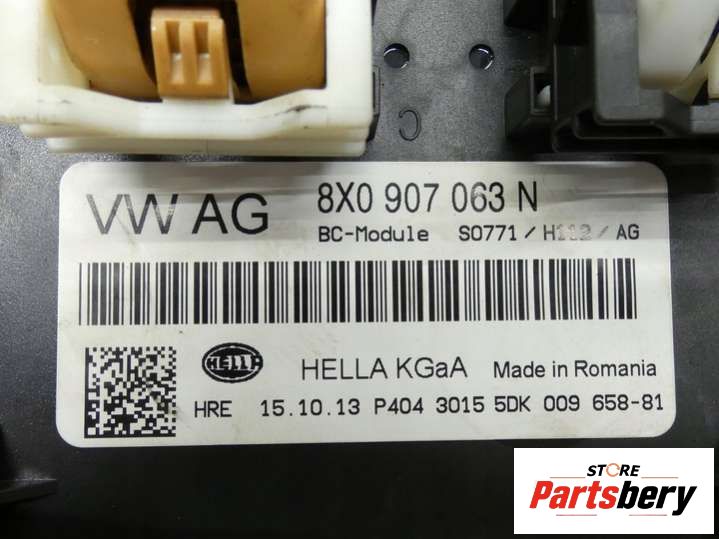 VW AG 8X0 907 063 N
BC-Module S0771 / H112 / AG
HELLA
HELLA KGaA Made in Romania
HRE 15.10.13 P404 3015 5DK 009 658-81
STORE
Partsbery